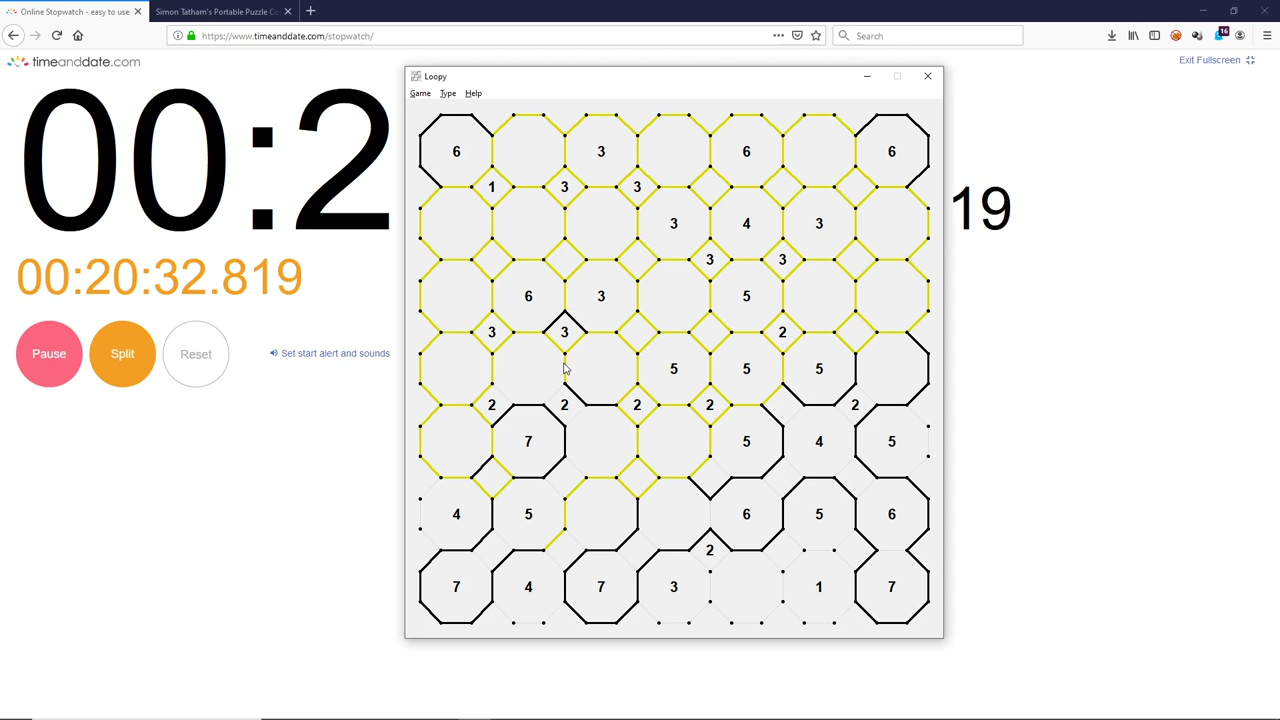 Online Stopwatch - easy to use
Simon Tatham's Portable Puzzle Co
https://www.timeanddate.com/stopwatch/
Search
16
timeanddate.com
Exit Fullscreen
00:2
19
00:20:32.819
Pause
Split
Reset
Set start alert and sounds
Loopy
Game Type Help
6 3 6 6
1 3 3
3 4 3
3 3
6 3 5
3 3 2
5 5 5
2 2 2 2 2
7 5 4 5
4 5 6 5 6
2
7 4 7 3 1 7